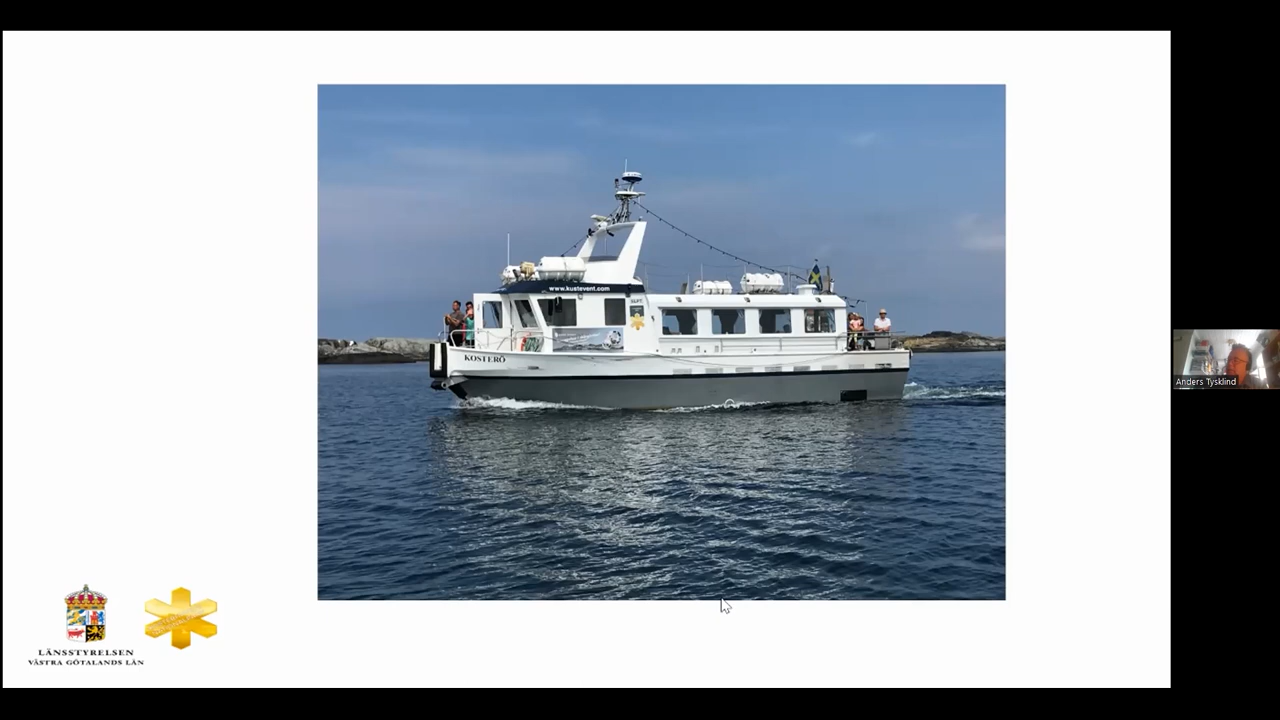 www.kustevent.com
KOSTERÖ
Anders Tysklind
LÄNSSTYRELSEN
VÄSTRA GÖTALANDS LÄN